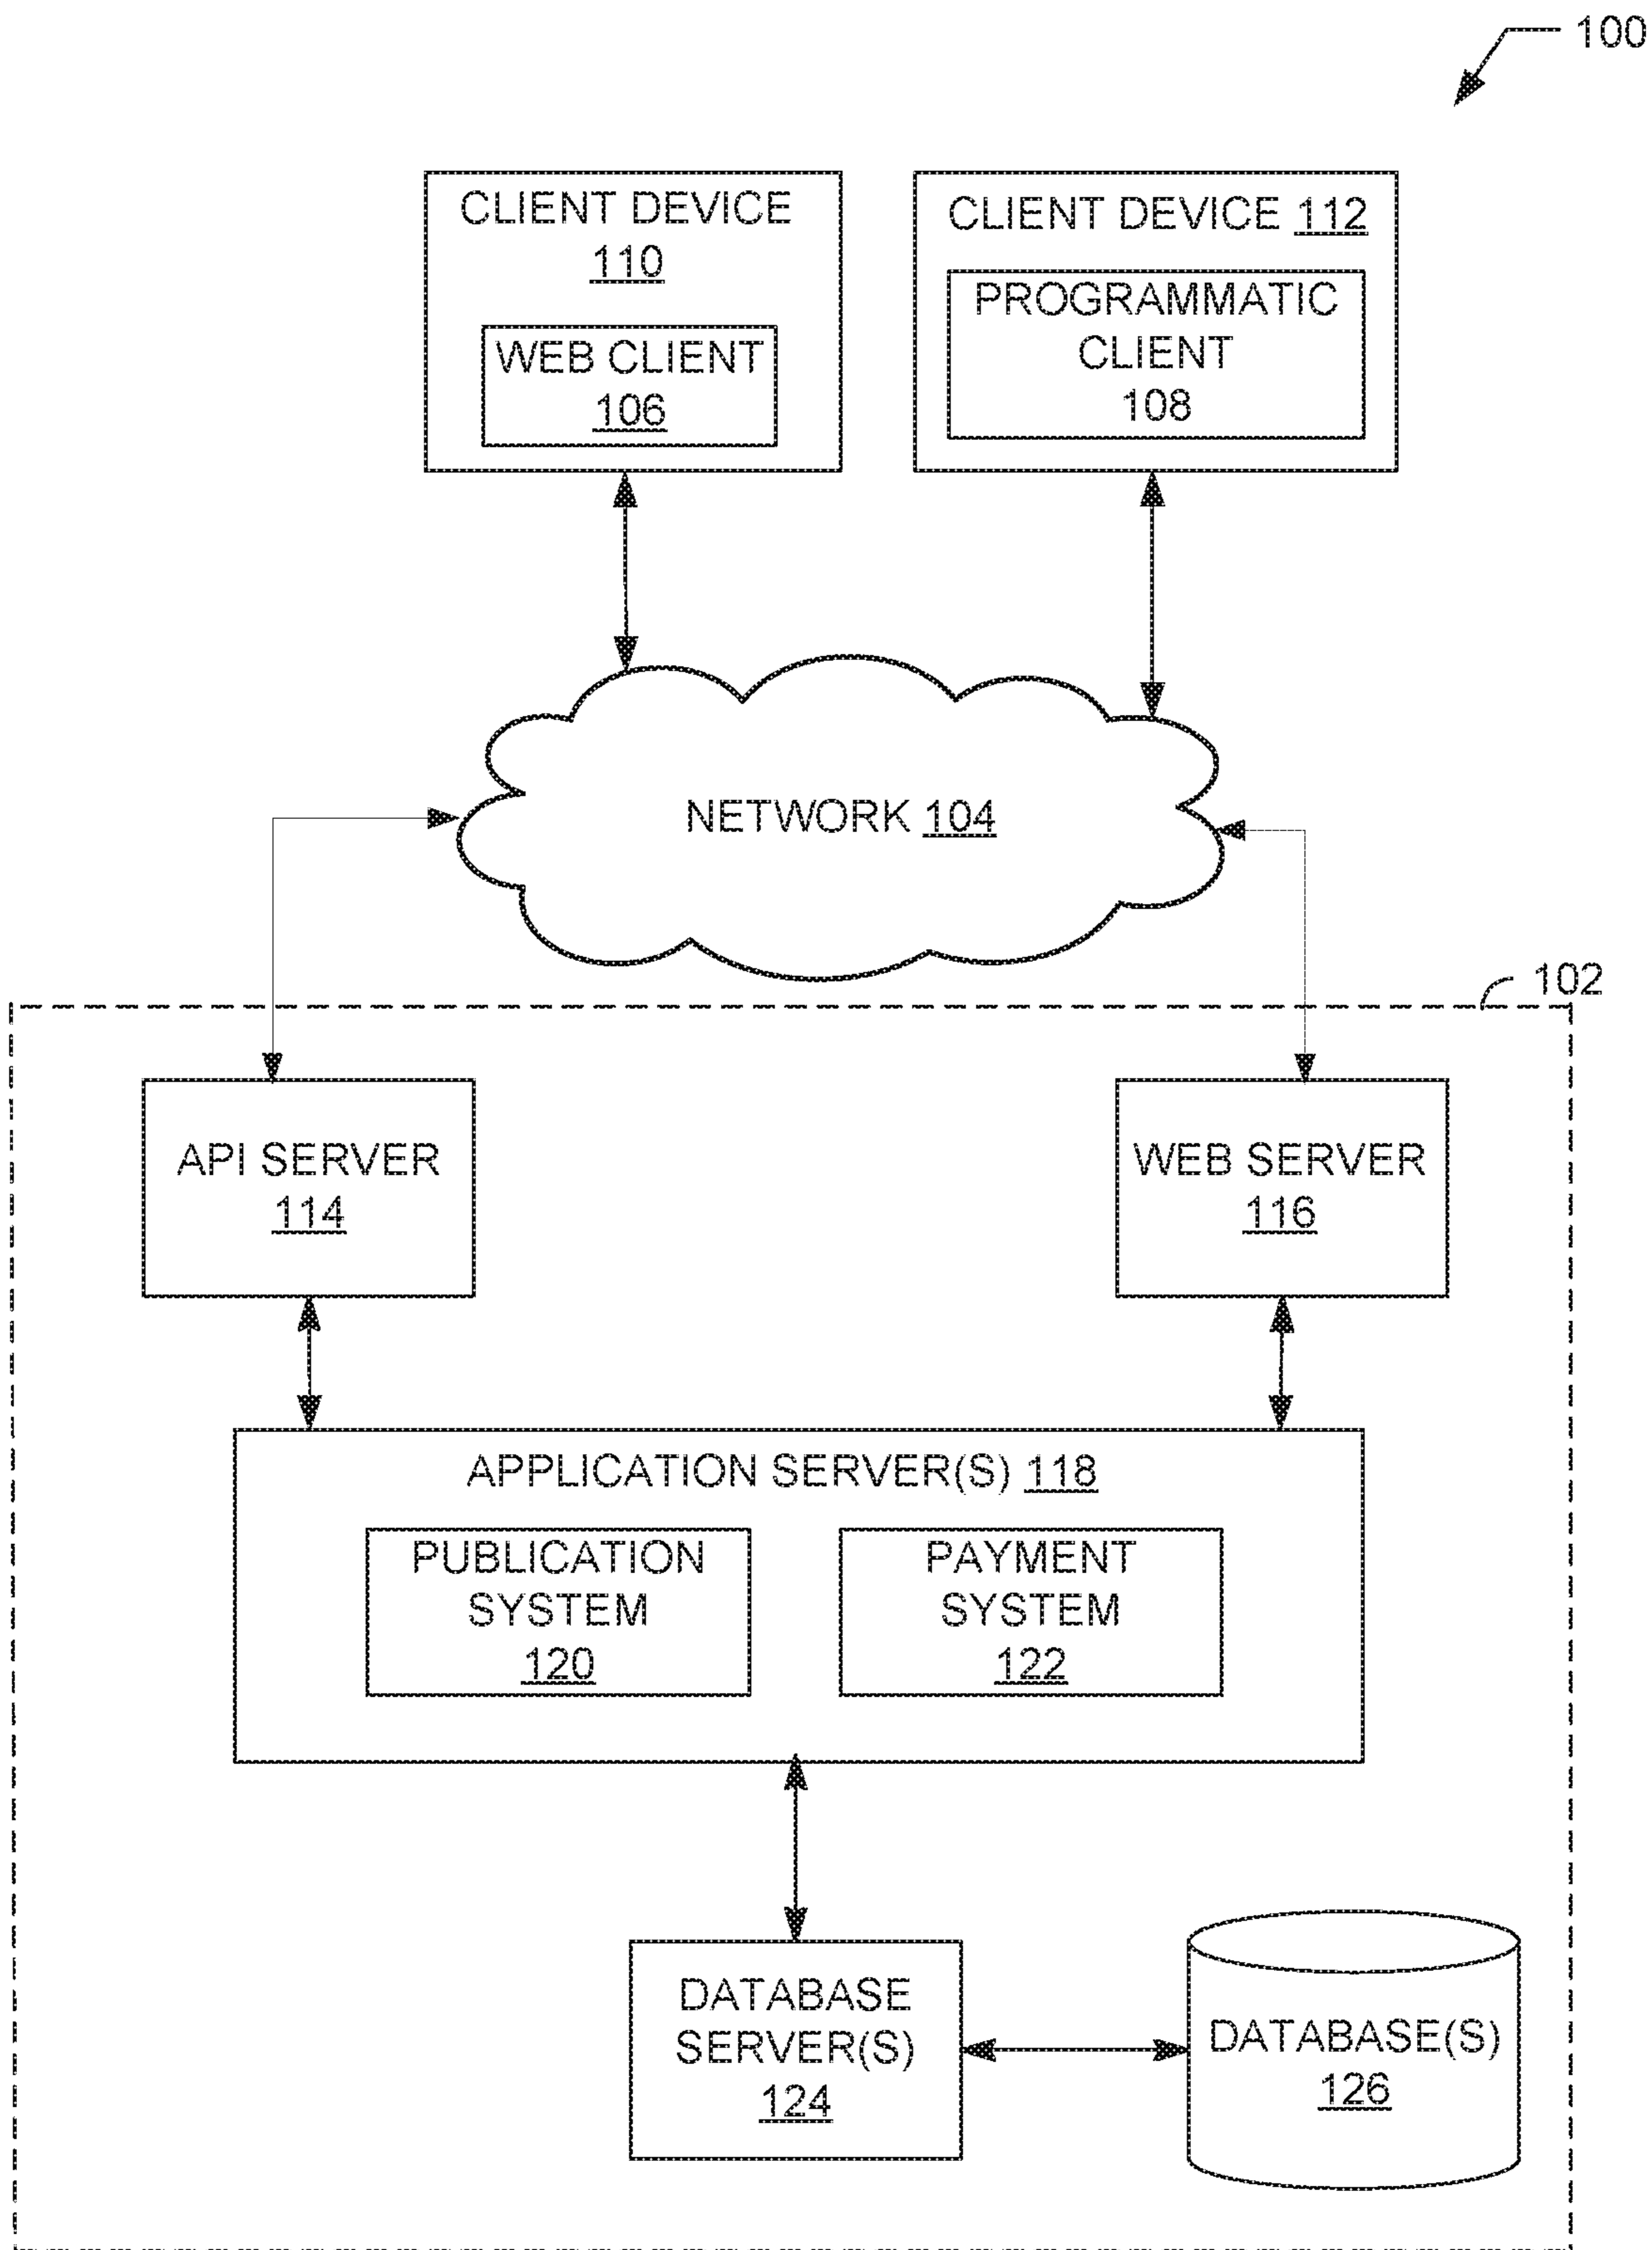 100
CLIENT DEVICE
110
WEB CLIENT
106
CLIENT DEVICE 112
PROGRAMMATIC
CLIENT
108
NETWORK 104
102
API SERVER
114
WEB SERVER
116
APPLICATION SERVER(S) 118
PUBLICATION
SYSTEM
120
PAYMENT
SYSTEM
122
DATABASE
SERVER(S)
124
DATABASE(S)
126